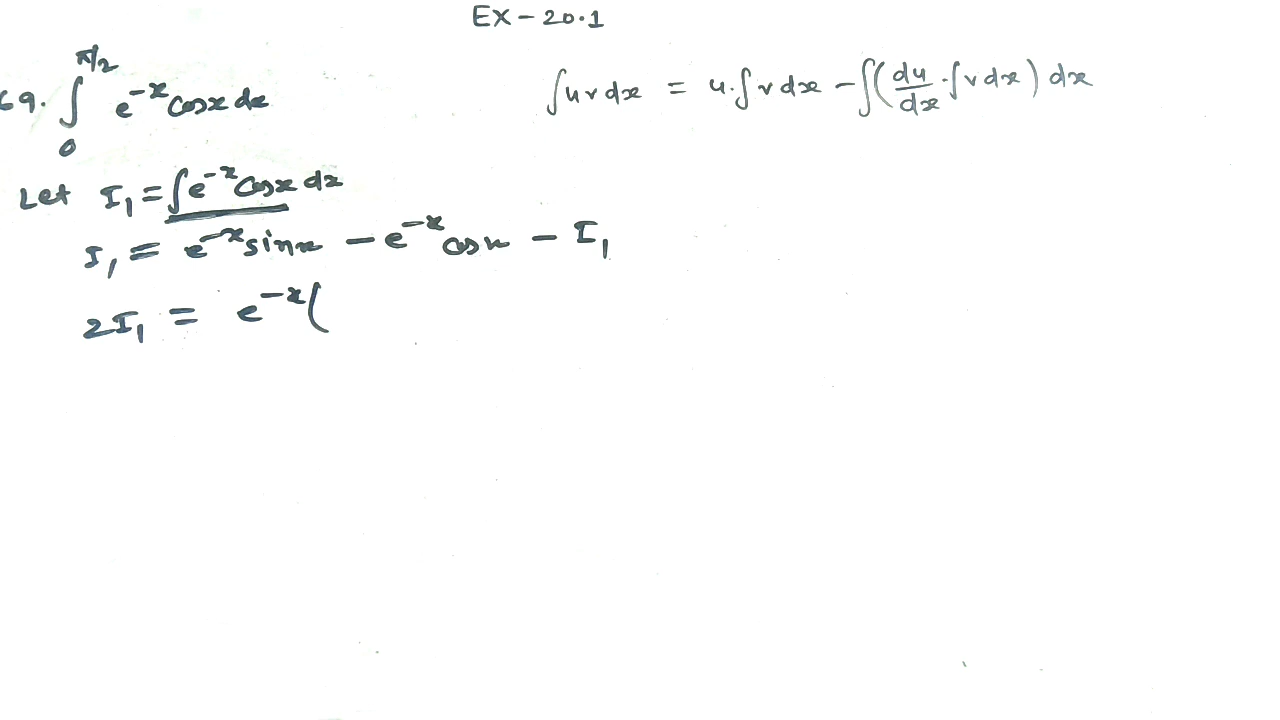 EX - 20.1
69. ∫₀^{π/2} e^{-x} cosx dx
∫uv dx = u.∫v dx - ∫(du/dx . ∫v dx) dx
Let I₁ = ∫e^{-x} cosx dx
I₁ = e^{-x} sinx - e^{-x} cosx - I₁
2I₁ = e^{-x}(